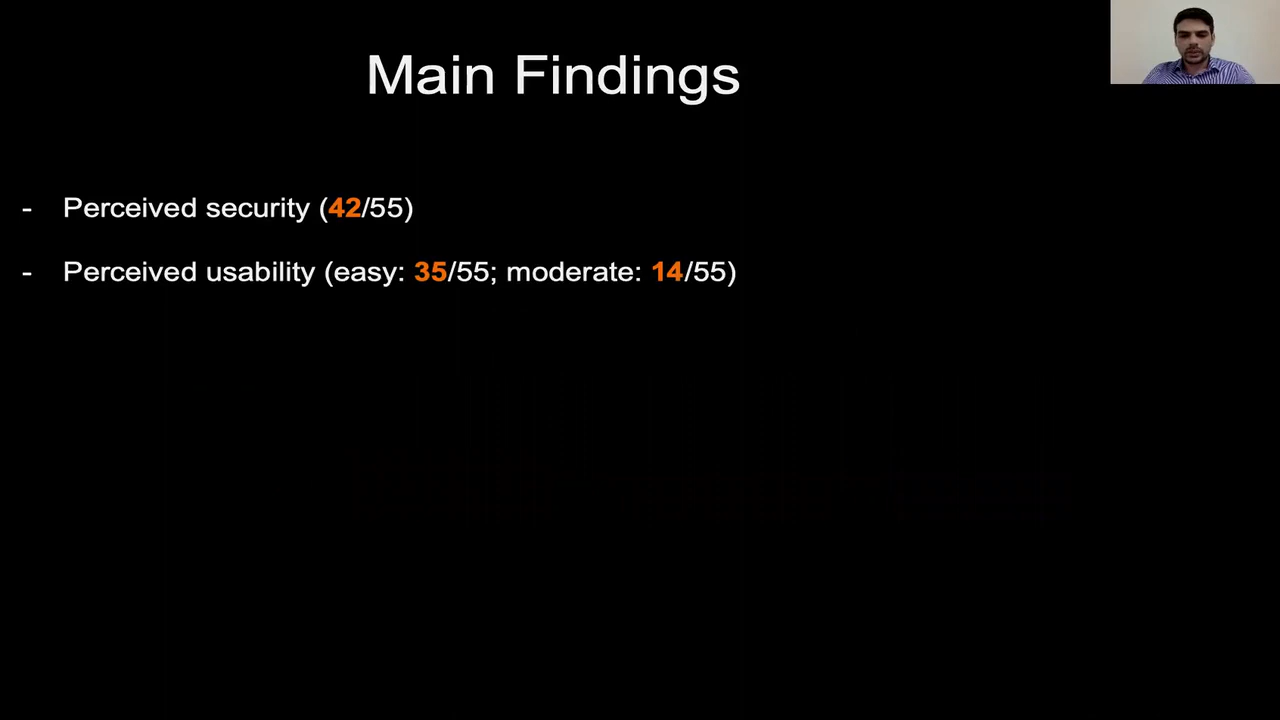 Main Findings
- Perceived security (42/55)
- Perceived usability (easy: 35/55; moderate: 14/55)